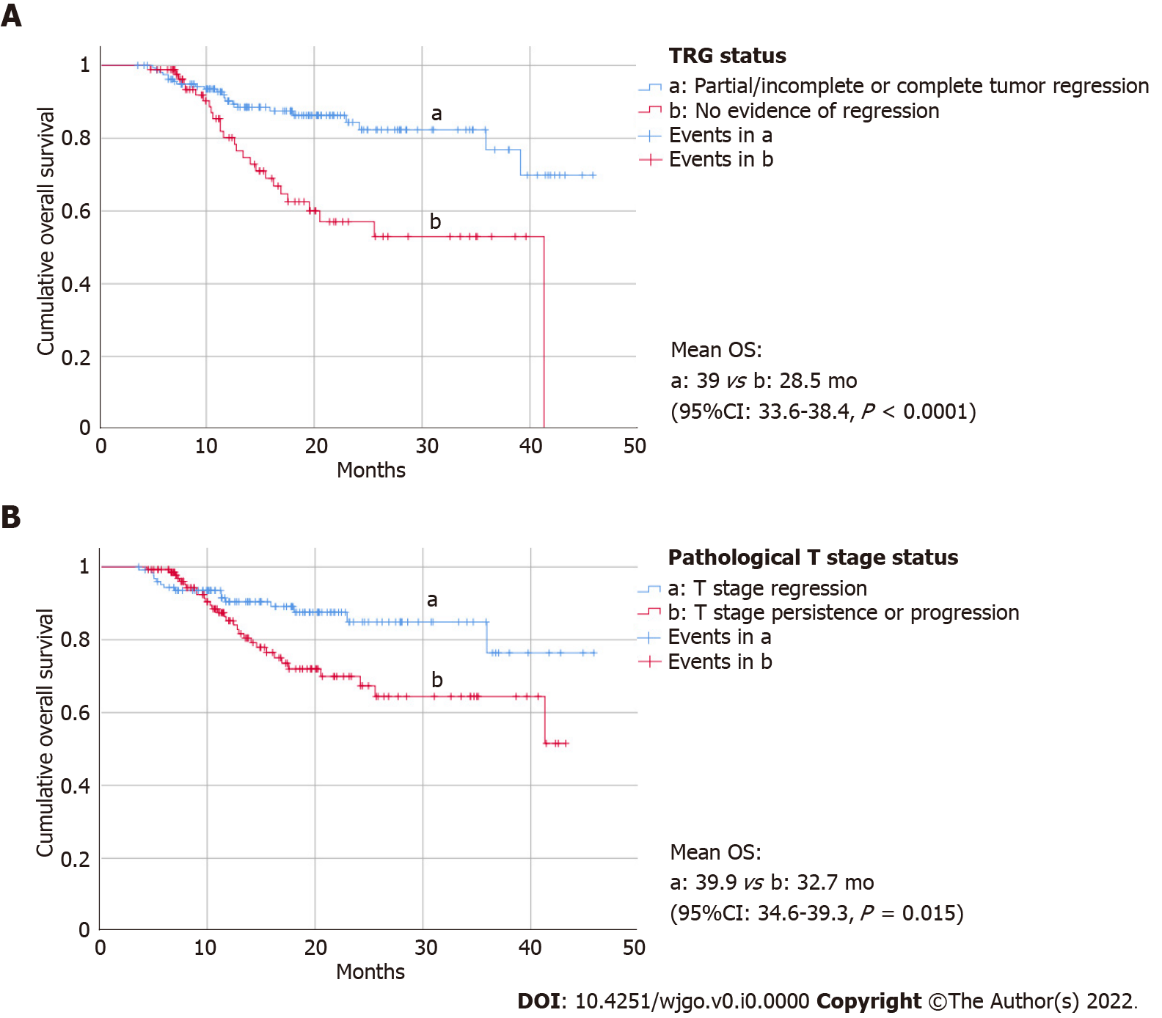 A
TRG status
a: Partial/incomplete or complete tumor regression
b: No evidence of regression
Events in a
Events in b
Cumulative overall survival
1
0.8
0.6
0.4
0.2
0
a
b
Mean OS:
a: 39 vs b: 28.5 mo
(95%CI: 33.6-38.4, P < 0.0001)
0 10 20 30 40 50
Months
B
Pathological T stage status
a: T stage regression
b: T stage persistence or progression
Events in a
Events in b
Cumulative overall survival
1
0.8
0.6
0.4
0.2
0
a
b
Mean OS:
a: 39.9 vs b: 32.7 mo
(95%CI: 34.6-39.3, P = 0.015)
0 10 20 30 40 50
Months
DOI: 10.4251/wjgo.v0.i0.0000 Copyright ©The Author(s) 2022.